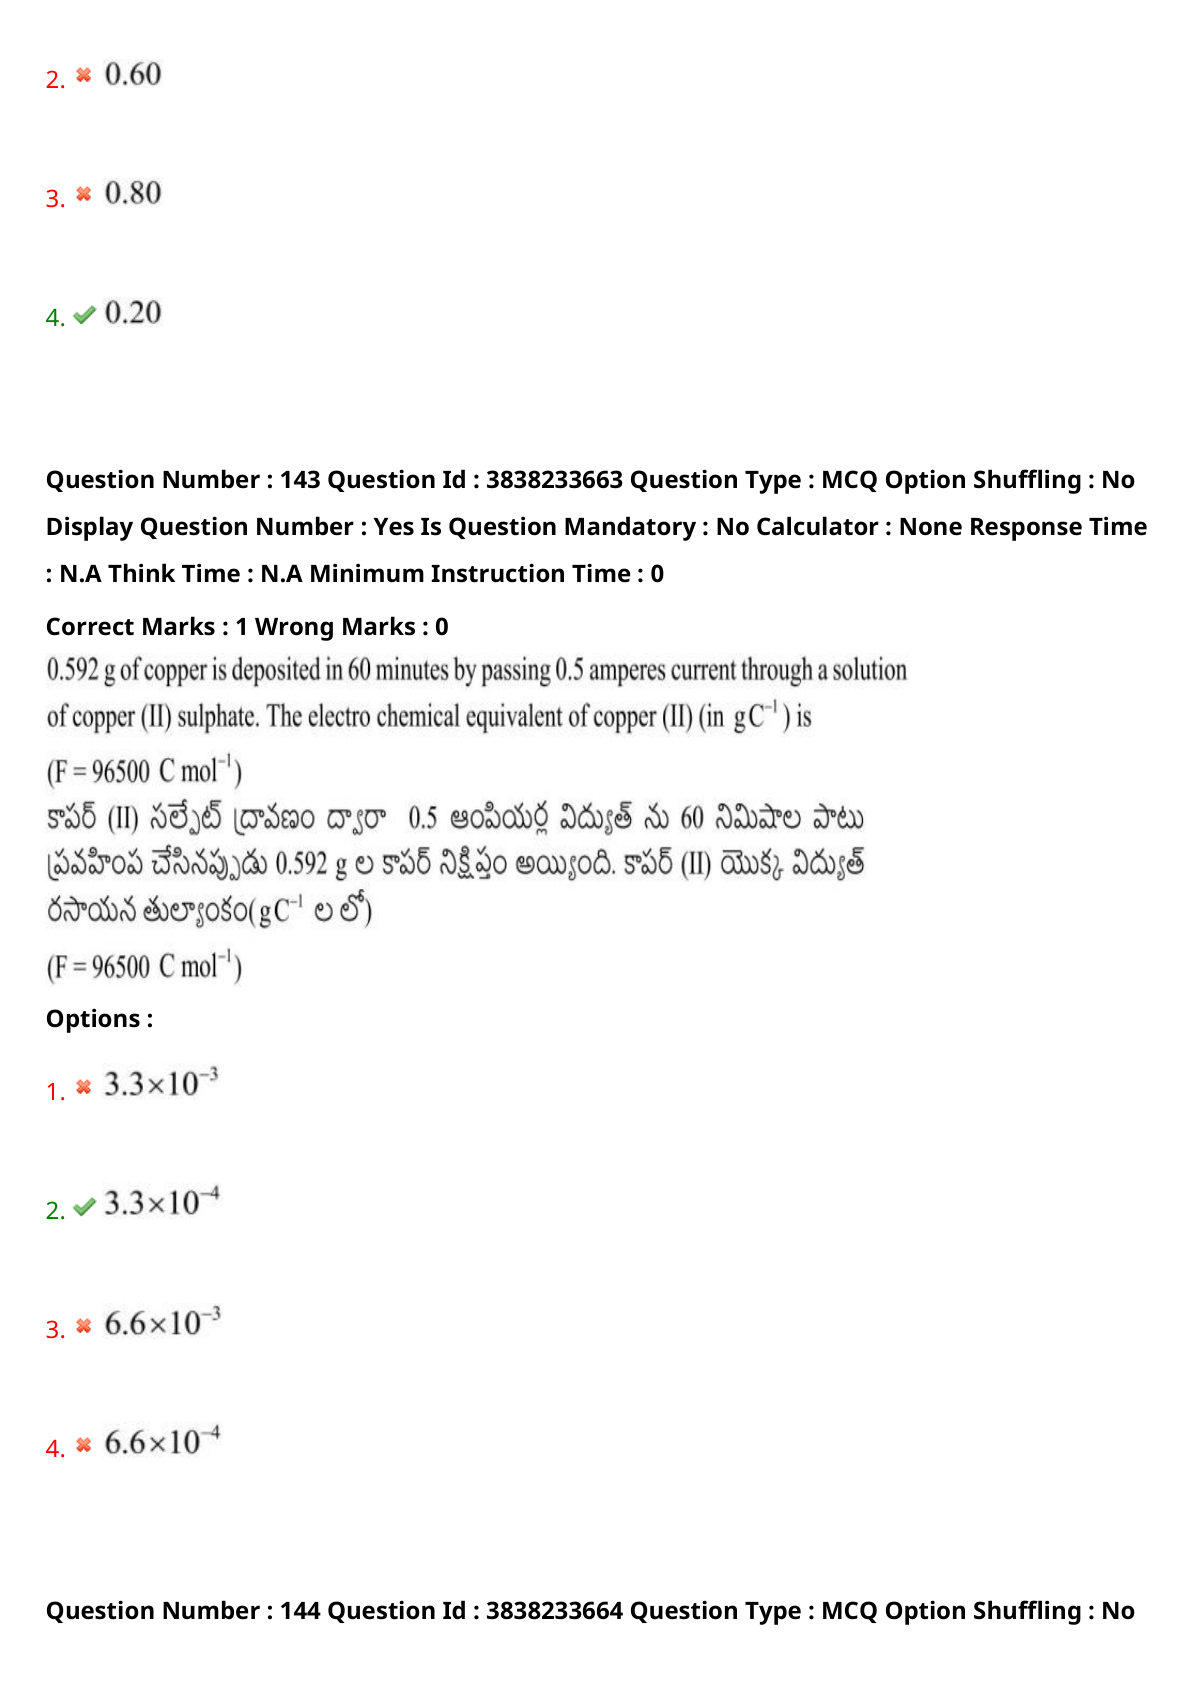 2. 0.60
3. 0.80
4. 0.20
Question Number : 143 Question Id : 3838233663 Question Type : MCQ Option Shuffling : No
Display Question Number : Yes Is Question Mandatory : No Calculator : None Response Time
: N.A Think Time : N.A Minimum Instruction Time : 0
Correct Marks : 1 Wrong Marks : 0
0.592 g of copper is deposited in 60 minutes by passing 0.5 amperes current through a solution
of copper (II) sulphate. The electro chemical equivalent of copper (II) (in gC⁻¹ ) is
(F = 96500 C mol⁻¹)
కాపర్ (II) సల్ఫేట్ ద్రావణం ద్వారా 0.5 ఆంపియర్ల విద్యుత్ ను 60 నిమిషాల పాటు
ప్రవహింప చేసినప్పుడు 0.592 g ల కాపర్ నిక్షిప్తం అయ్యింది. కాపర్ (II) యొక్క విద్యుత్
రసాయన తుల్యాంకం(gC⁻¹ ల లో)
(F = 96500 C mol⁻¹)
Options :
1. 3.3×10⁻³
2. 3.3×10⁻⁴
3. 6.6×10⁻³
4. 6.6×10⁻⁴
Question Number : 144 Question Id : 3838233664 Question Type : MCQ Option Shuffling : No